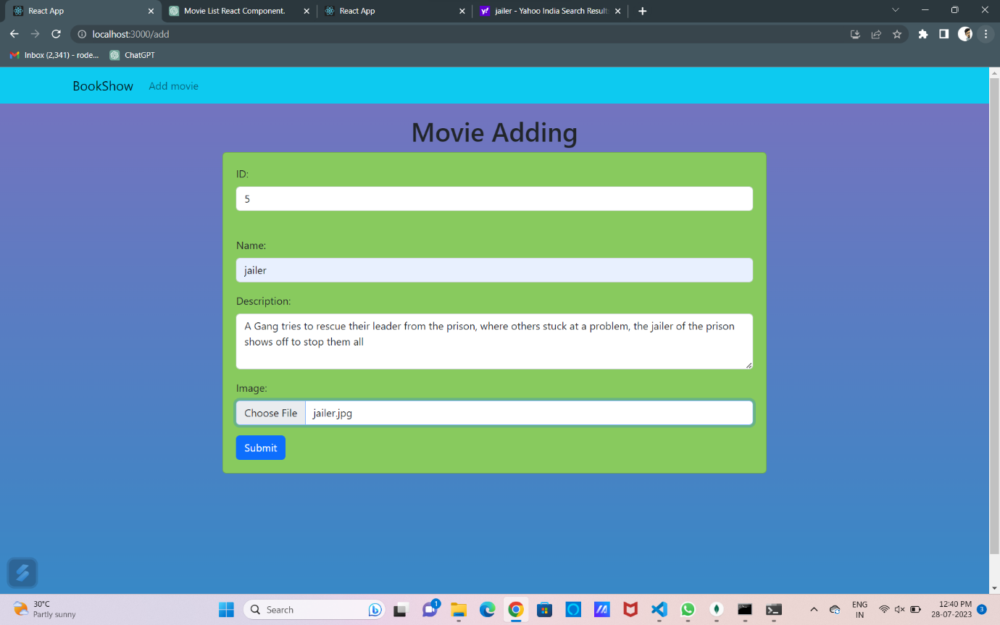 React App
Movie List React Component.
React App
jailer - Yahoo India Search Result
localhost:3000/add
Inbox (2,341) - rode...
ChatGPT
BookShow
Add movie
Movie Adding
ID:
5
Name:
jailer
Description:
A Gang tries to rescue their leader from the prison, where others stuck at a problem, the jailer of the prison
shows off to stop them all
Image:
Choose File
jailer.jpg
Submit
30°C
Partly sunny
Search
1
ENG
IN
12:40 PM
28-07-2023
3